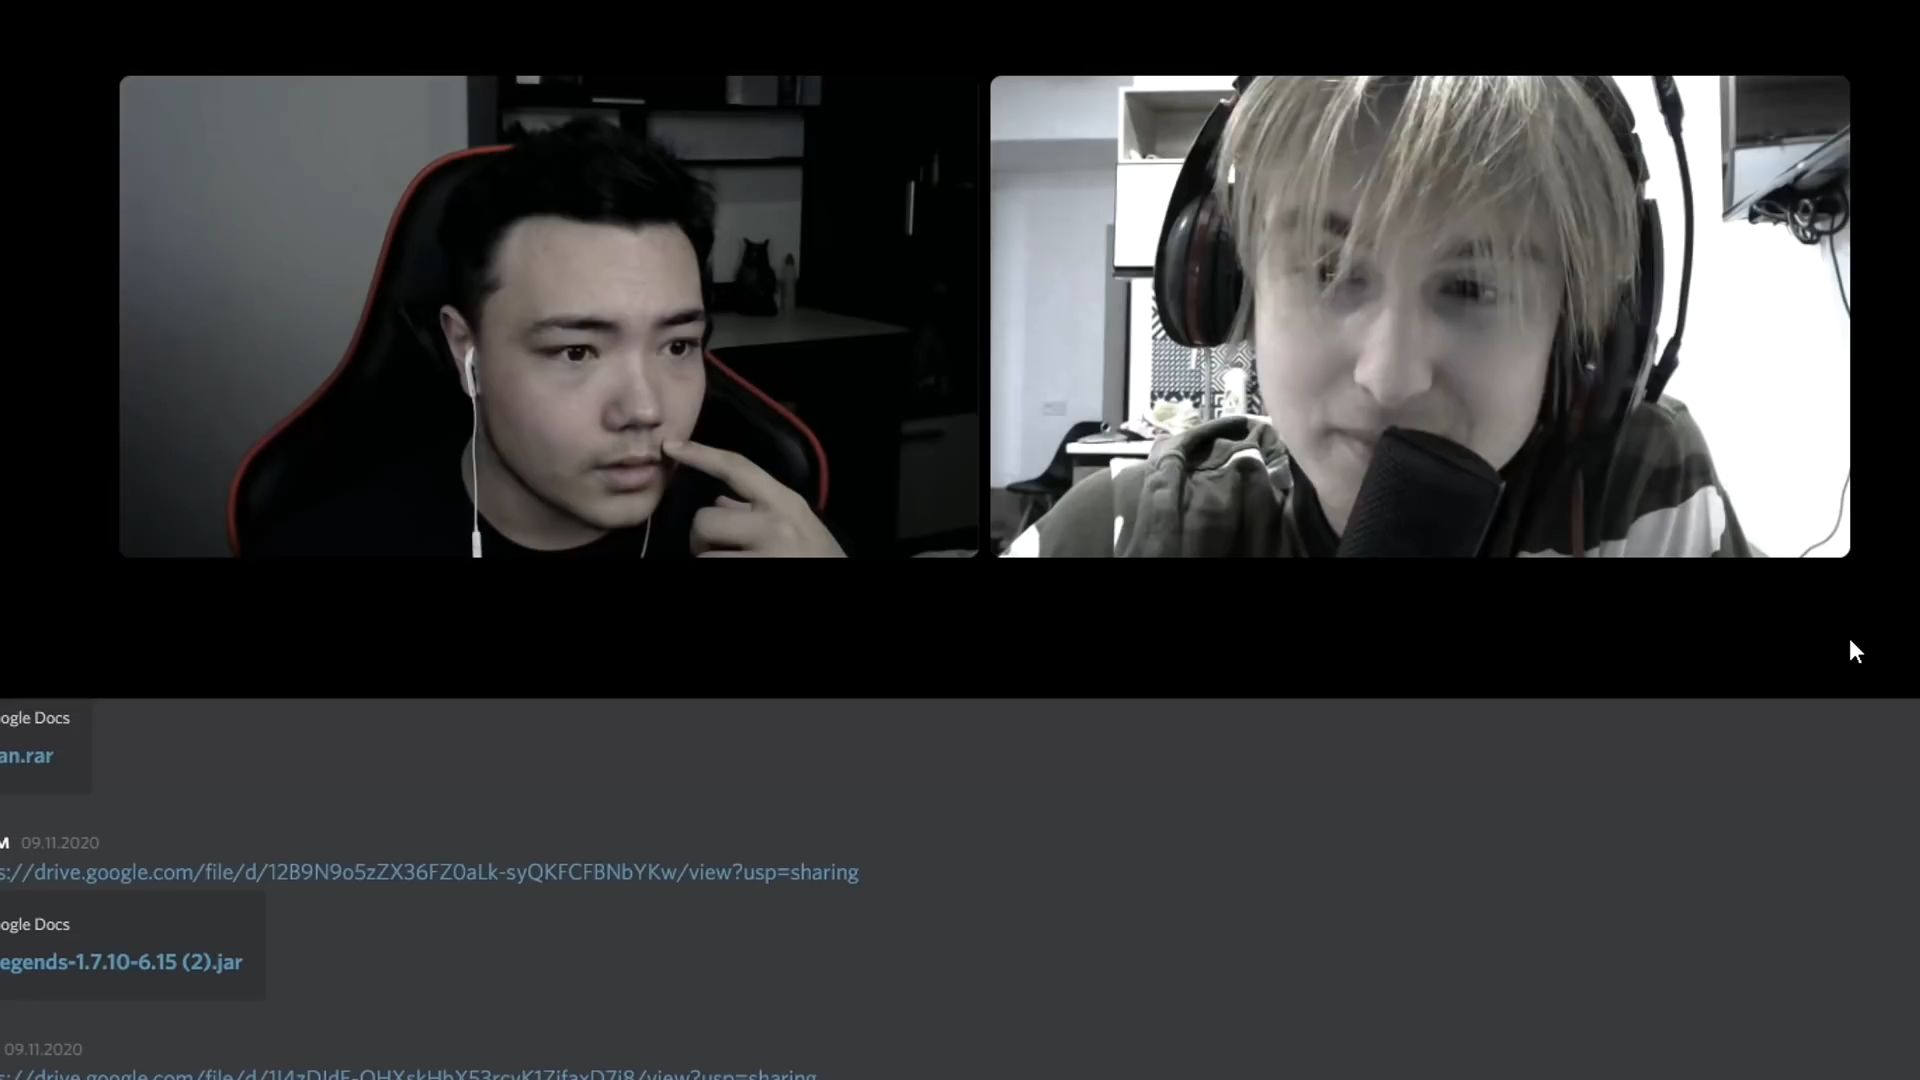 ogle Docs
an.rar
M 09.11.2020
s://drive.google.com/file/d/12B9N9o5zZX36FZ0aLk-syQKFCFBNbYKw/view?usp=sharing
ogle Docs
egends-1.7.10-6.15 (2).jar
09.11.2020